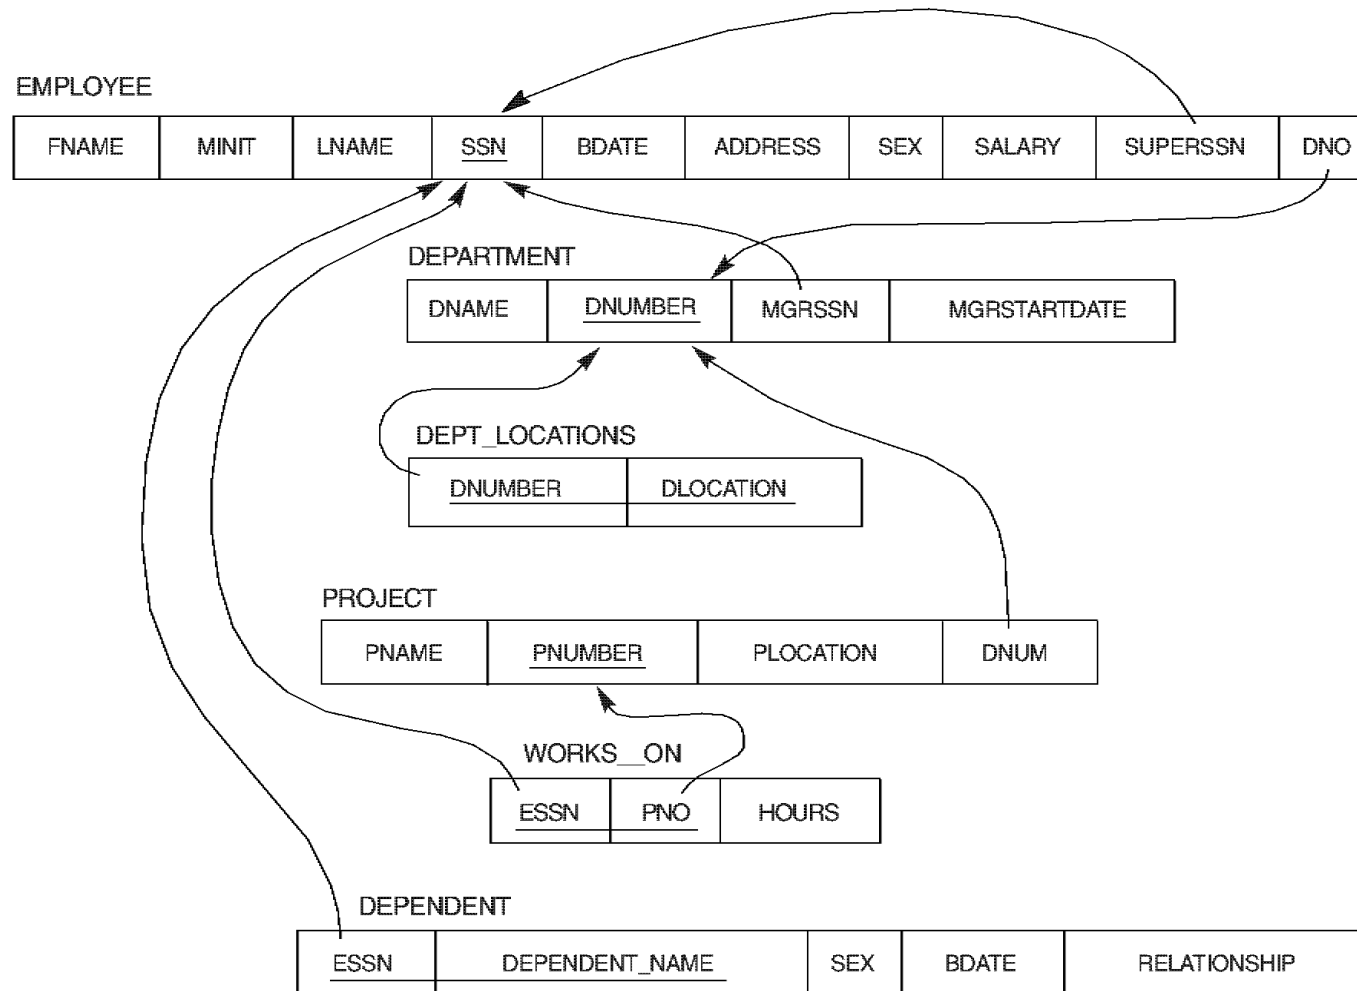 EMPLOYEE
FNAME MINIT LNAME SSN BDATE ADDRESS SEX SALARY SUPERSSN DNO
DEPARTMENT
DNAME DNUMBER MGRSSN MGRSTARTDATE
DEPT_LOCATIONS
DNUMBER DLOCATION
PROJECT
PNAME PNUMBER PLOCATION DNUM
WORKS__ON
ESSN PNO HOURS
DEPENDENT
ESSN DEPENDENT_NAME SEX BDATE RELATIONSHIP